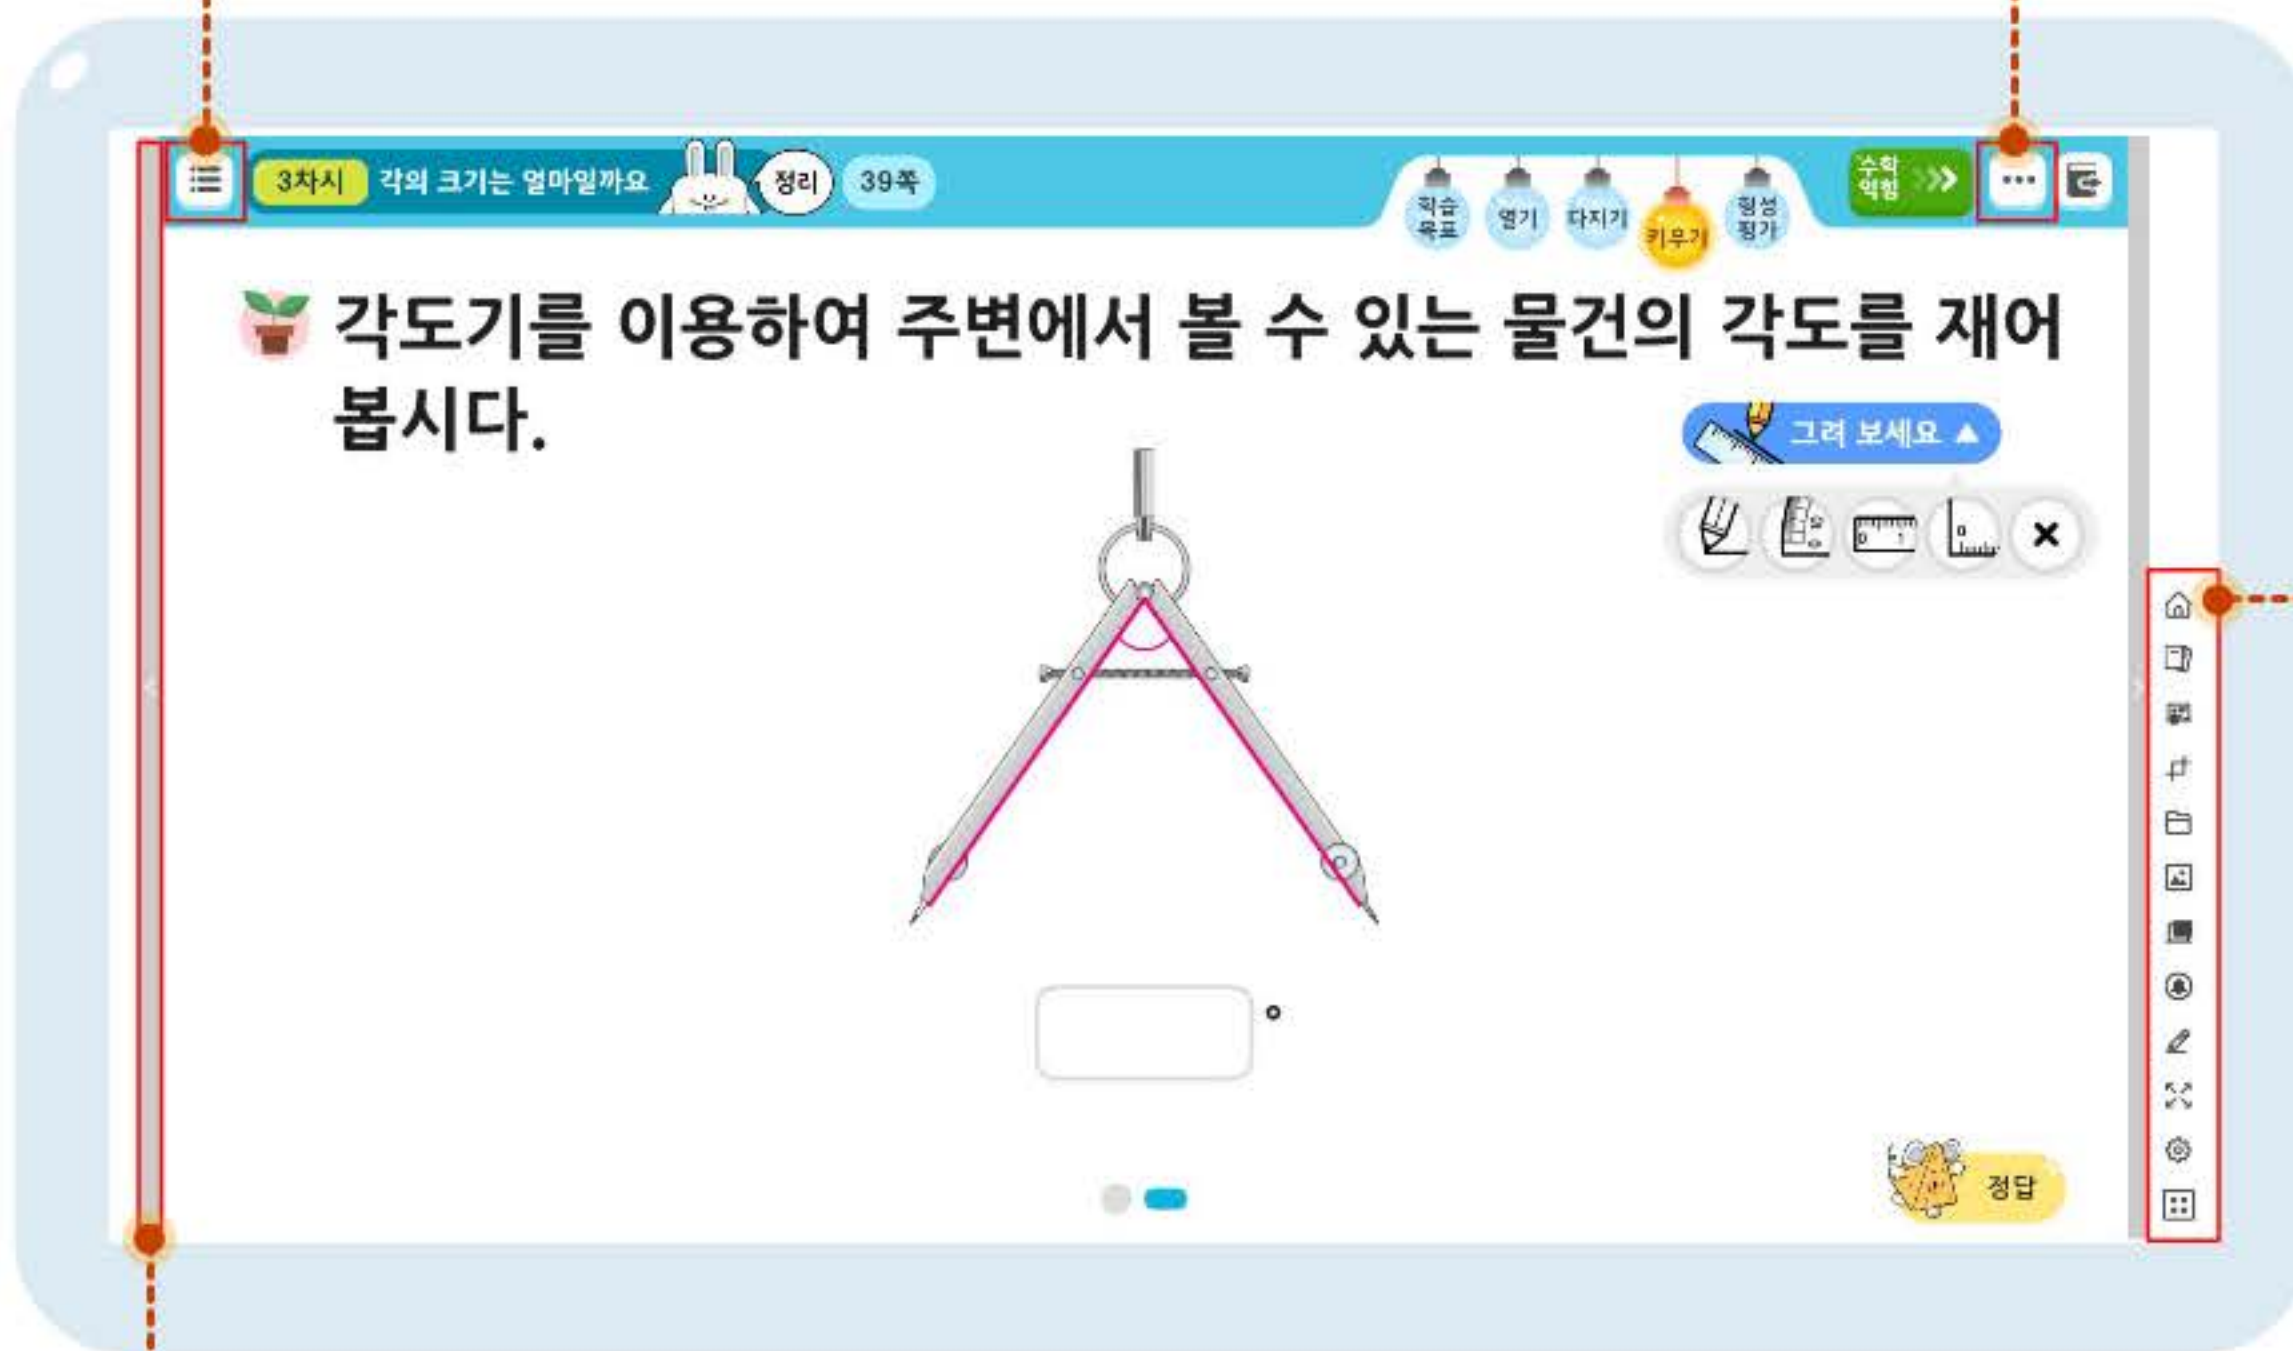 3차시 각의 크기는 얼마일까요 정리 39쪽
학습
목표
열기
다지기
키우기
형성
평가
수학
익힘
각도기를 이용하여 주변에서 볼 수 있는 물건의 각도를 재어
봅시다.
그려 보세요
0 1
0
°
정답